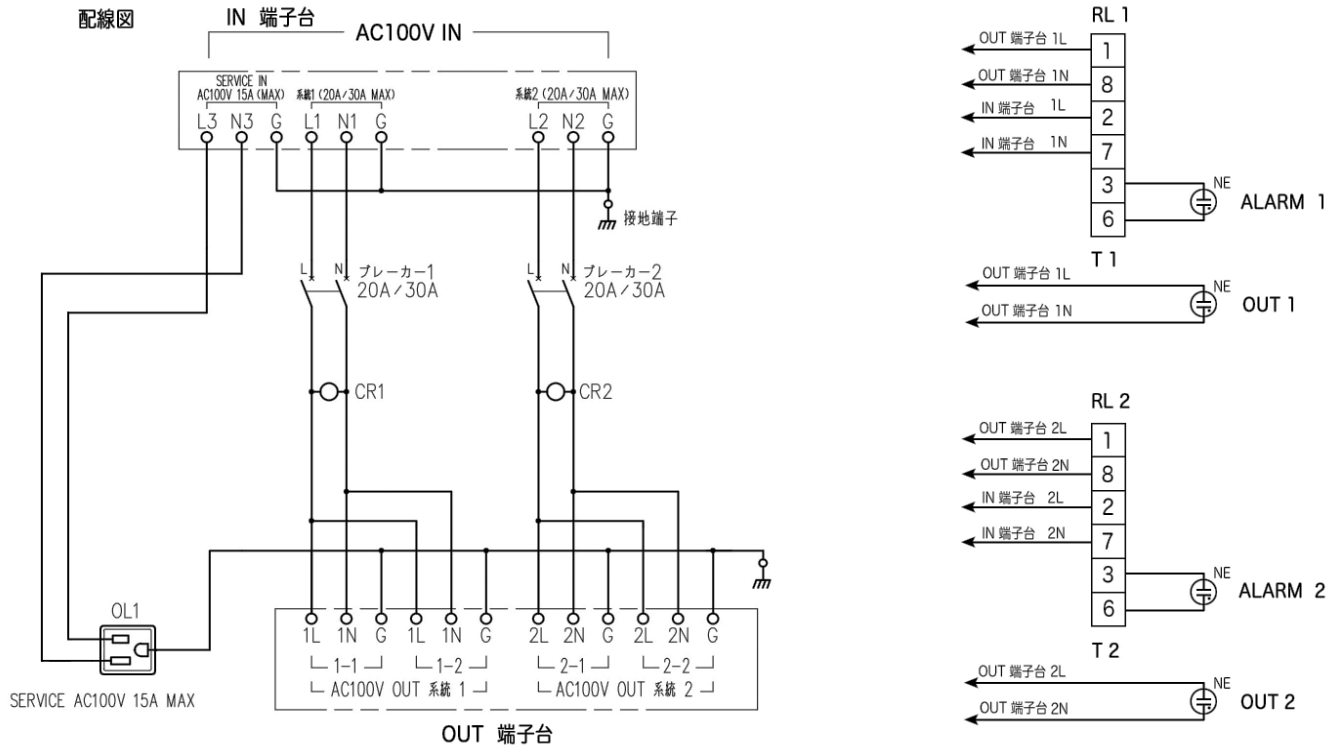 配線図
IN 端子台
AC100V IN
SERVICE IN
AC100V 15A (MAX)
系統1 (20A/30A MAX)
系統2 (20A/30A MAX)
L3 N3 G L1 N1 G L2 N2 G
接地端子
L N ブレーカー1
20A/30A
L N ブレーカー2
20A/30A
CR1
CR2
OL1
SERVICE AC100V 15A MAX
1L 1N G 1L 1N G 2L 2N G 2L 2N G
1-1 1-2 2-1 2-2
AC100V OUT 系統 1
AC100V OUT 系統 2
OUT 端子台
RL 1
OUT 端子台 1L 1
OUT 端子台 1N 8
IN 端子台 1L 2
IN 端子台 1N 7
3 NE
ALARM 1
6
T 1
OUT 端子台 1L NE
OUT 1
OUT 端子台 1N
RL 2
OUT 端子台 2L 1
OUT 端子台 2N 8
IN 端子台 2L 2
IN 端子台 2N 7
3 NE
ALARM 2
6
T 2
OUT 端子台 2L NE
OUT 2
OUT 端子台 2N